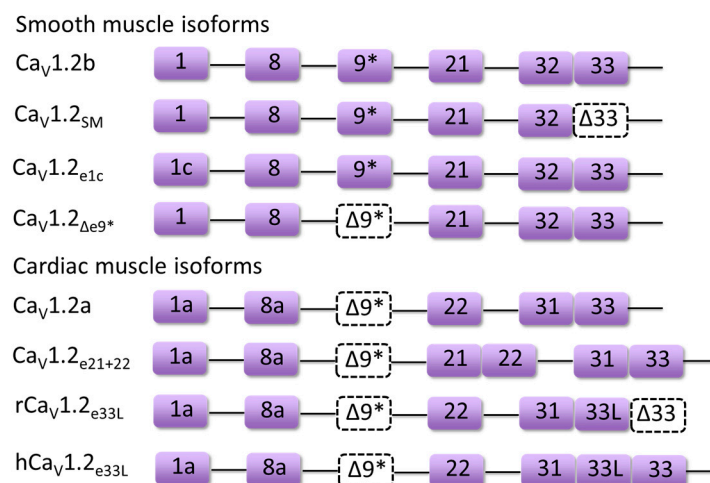 Smooth muscle isoforms
CaV1.2b 1 8 9* 21 32 33
CaV1.2SM 1 8 9* 21 32 Δ33
CaV1.2e1c 1c 8 9* 21 32 33
CaV1.2Δe9* 1 8 Δ9* 21 32 33
Cardiac muscle isoforms
CaV1.2a 1a 8a Δ9* 22 31 33
CaV1.2e21+22 1a 8a Δ9* 21 22 31 33
rCaV1.2e33L 1a 8a Δ9* 22 31 33L Δ33
hCaV1.2e33L 1a 8a Δ9* 22 31 33L 33